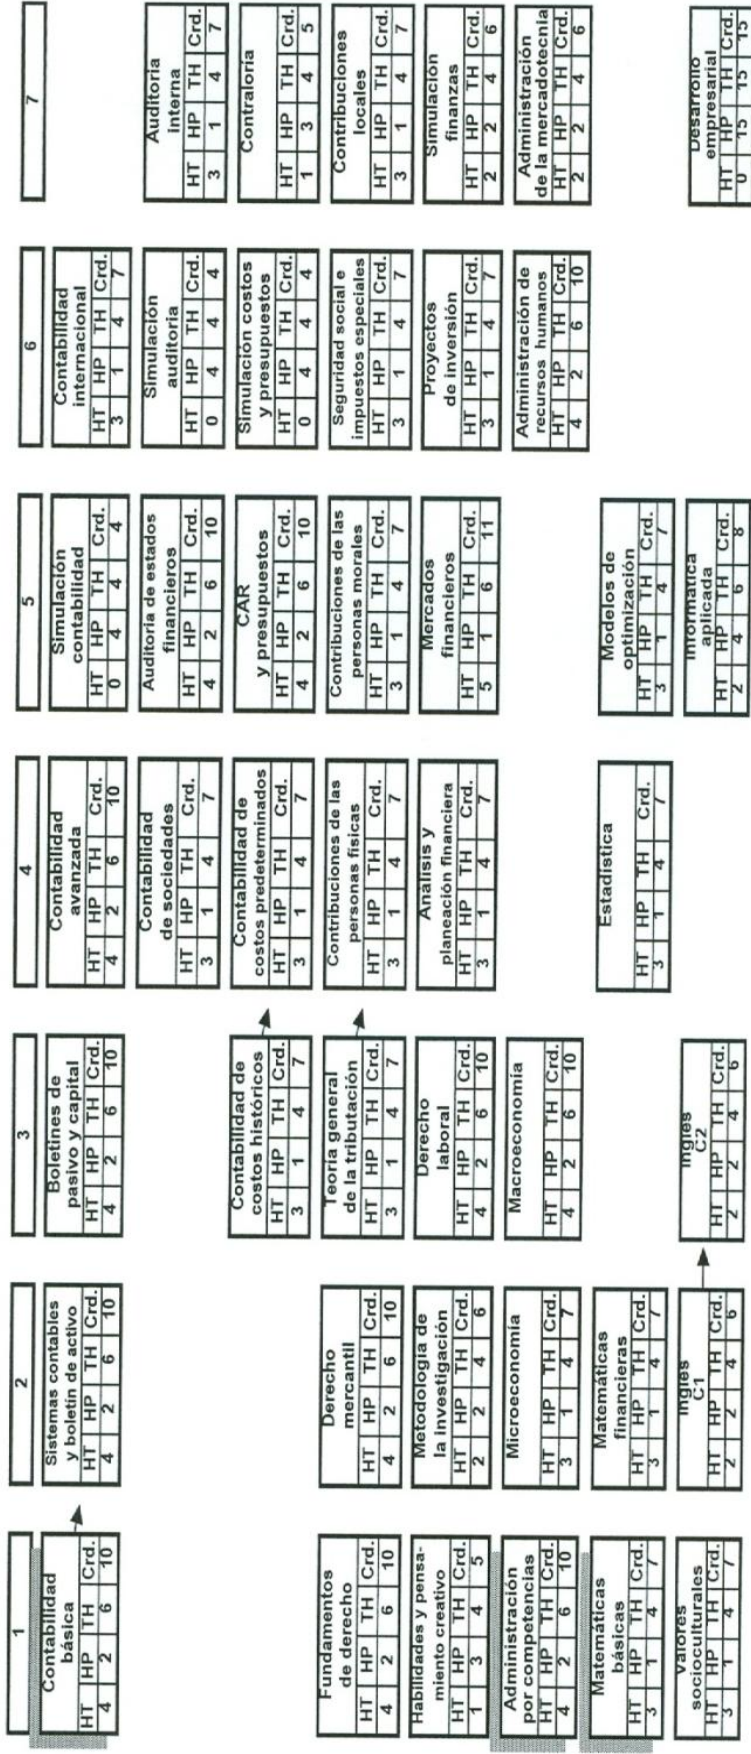 1
Contabilidad
básica
HT HP TH Crd.
4 2 6 10
Fundamentos
de derecho
HT HP TH Crd.
4 2 6 10
Habilidades y pensa-
miento creativo
HT HP TH Crd.
1 3 4 5
Administración
por competencias
HT HP TH Crd.
4 2 6 10
Matemáticas
básicas
HT HP TH Crd.
3 1 4 7
Valores
socioculturales
HT HP TH Crd.
3 1 4 7
2
Sistemas contables
y boletín de activo
HT HP TH Crd.
4 2 6 10
Derecho
mercantil
HT HP TH Crd.
4 2 6 10
Metodología de
la investigación
HT HP TH Crd.
2 2 4 6
Microeconomía
HT HP TH Crd.
3 1 4 7
Matemáticas
financieras
HT HP TH Crd.
3 1 4 7
Ingles
C1
HT HP TH Crd.
2 2 4 6
3
Boletines de
pasivo y capital
HT HP TH Crd.
4 2 6 10
Contabilidad de
costos históricos
HT HP TH Crd.
3 1 4 7
Teoría general
de la tributación
HT HP TH Crd.
3 1 4 7
Derecho
laboral
HT HP TH Crd.
4 2 6 10
Macroeconomía
HT HP TH Crd.
4 2 6 10
Ingles
C2
HT HP TH Crd.
2 2 4 6
4
Contabilidad
avanzada
HT HP TH Crd.
4 2 6 10
Contabilidad
de sociedades
HT HP TH Crd.
3 1 4 7
Contabilidad de
costos predeterminados
HT HP TH Crd.
3 1 4 7
Contribuciones de las
personas físicas
HT HP TH Crd.
3 1 4 7
Análisis y
planeación financiera
HT HP TH Crd.
3 1 4 7
Estadística
HT HP TH Crd.
3 1 4 7
5
Simulación
contabilidad
HT HP TH Crd.
0 4 4 4
Auditoria de estados
financieros
HT HP TH Crd.
4 2 6 10
CAR
y presupuestos
HT HP TH Crd.
4 2 6 10
Contribuciones de las
personas morales
HT HP TH Crd.
3 1 4 7
Mercados
financieros
HT HP TH Crd.
5 1 6 11
Modelos de
optimización
HT HP TH Crd.
3 1 4 7
Informática
aplicada
HT HP TH Crd.
2 4 6 8
6
Contabilidad
internacional
HT HP TH Crd.
3 1 4 7
Simulación
auditoria
HT HP TH Crd.
0 4 4 4
Simulación costos
y presupuestos
HT HP TH Crd.
0 4 4 4
Seguridad social e
impuestos especiales
HT HP TH Crd.
3 1 4 7
Proyectos
de inversión
HT HP TH Crd.
3 1 4 7
Administración de
recursos humanos
HT HP TH Crd.
4 2 6 10
7
Auditoria
interna
HT HP TH Crd.
3 1 4 7
Contraloría
HT HP TH Crd.
1 3 4 5
Contribuciones
locales
HT HP TH Crd.
3 1 4 7
Simulación
finanzas
HT HP TH Crd.
2 2 4 6
Administración
de la mercadotecnia
HT HP TH Crd.
2 2 4 6
Desarrollo
empresarial
HT HP TH Crd.
0 15 15 15